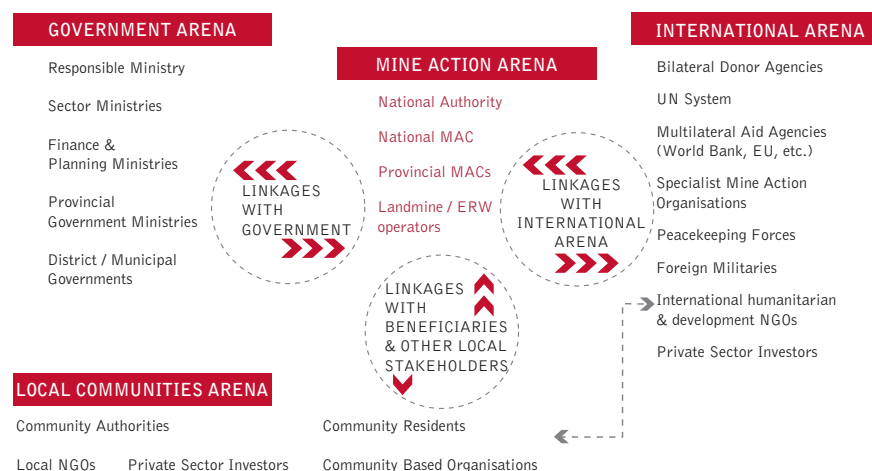 GOVERNMENT ARENA
Responsible Ministry
Sector Ministries
Finance &
Planning Ministries
Provincial
Government Ministries
District / Municipal
Governments
LINKAGES
WITH
GOVERNMENT
MINE ACTION ARENA
National Authority
National MAC
Provincial MACs
Landmine / ERW
operators
LINKAGES
WITH
INTERNATIONAL
ARENA
INTERNATIONAL ARENA
Bilateral Donor Agencies
UN System
Multilateral Aid Agencies
(World Bank, EU, etc.)
Specialist Mine Action
Organisations
Peacekeeping Forces
Foreign Militaries
International humanitarian
& development NGOs
Private Sector Investors
LINKAGES
WITH
BENEFICIARIES
& OTHER LOCAL
STAKEHOLDERS
LOCAL COMMUNITIES ARENA
Community Authorities
Community Residents
Local NGOs
Private Sector Investors
Community Based Organisations